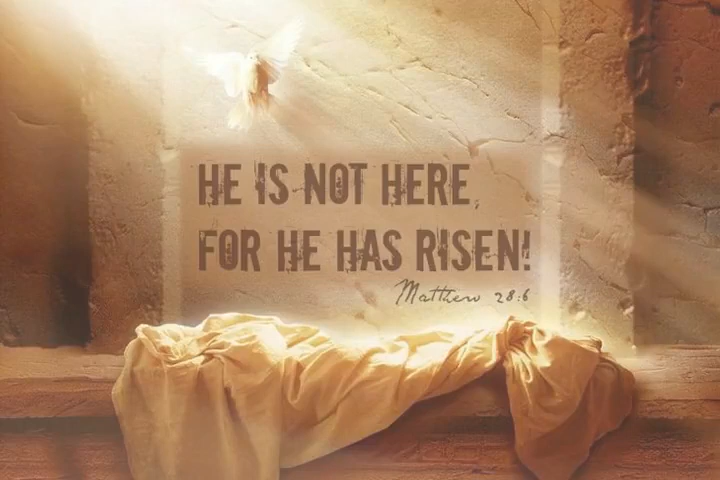 HE IS NOT HERE,
FOR HE HAS RISEN!
Matthew 28:6